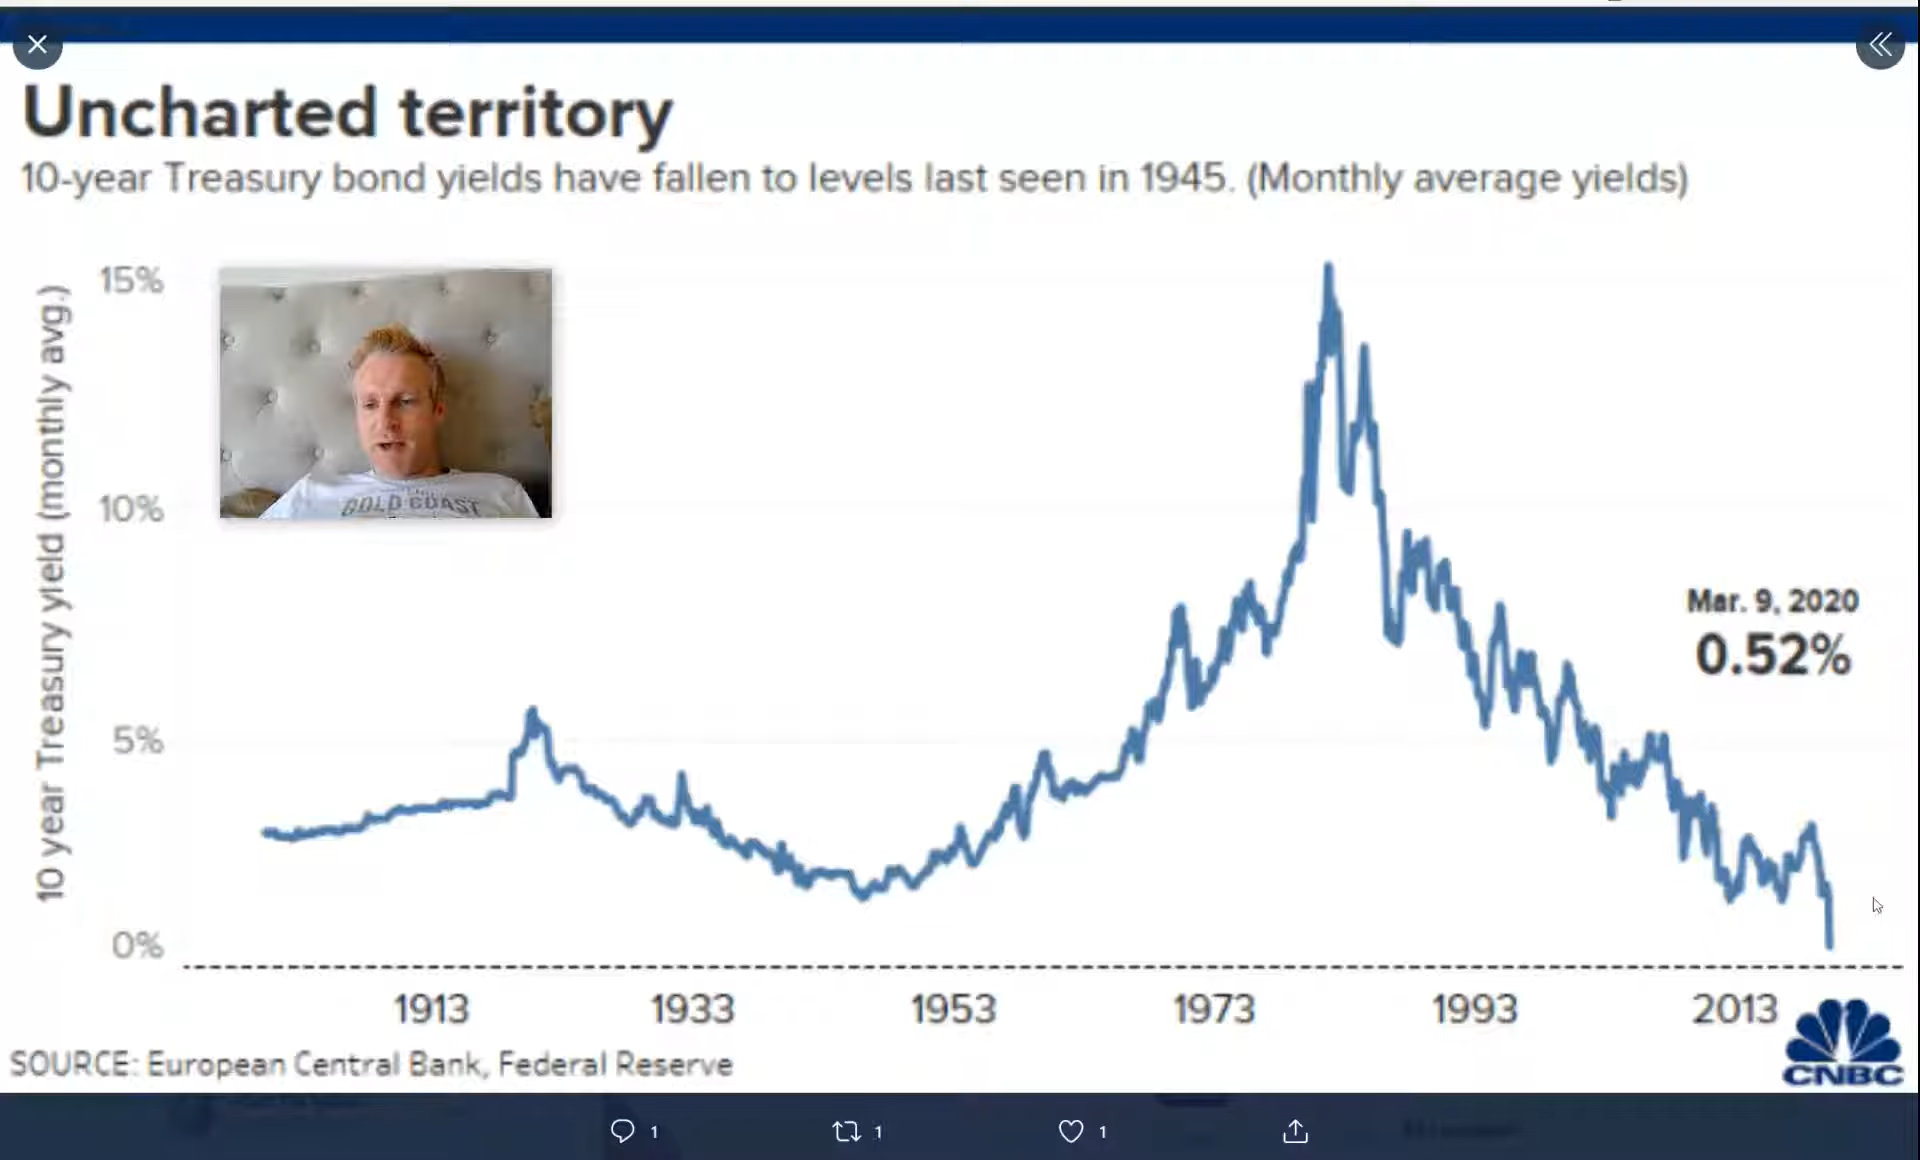 Uncharted territory
10-year Treasury bond yields have fallen to levels last seen in 1945. (Monthly average yields)
10 year Treasury yield (monthly avg.)
15%
10%
5%
0%
GOLD COAST
Mar. 9, 2020
0.52%
1913 1933 1953 1973 1993 2013
SOURCE: European Central Bank, Federal Reserve
CNBC
1 1 1